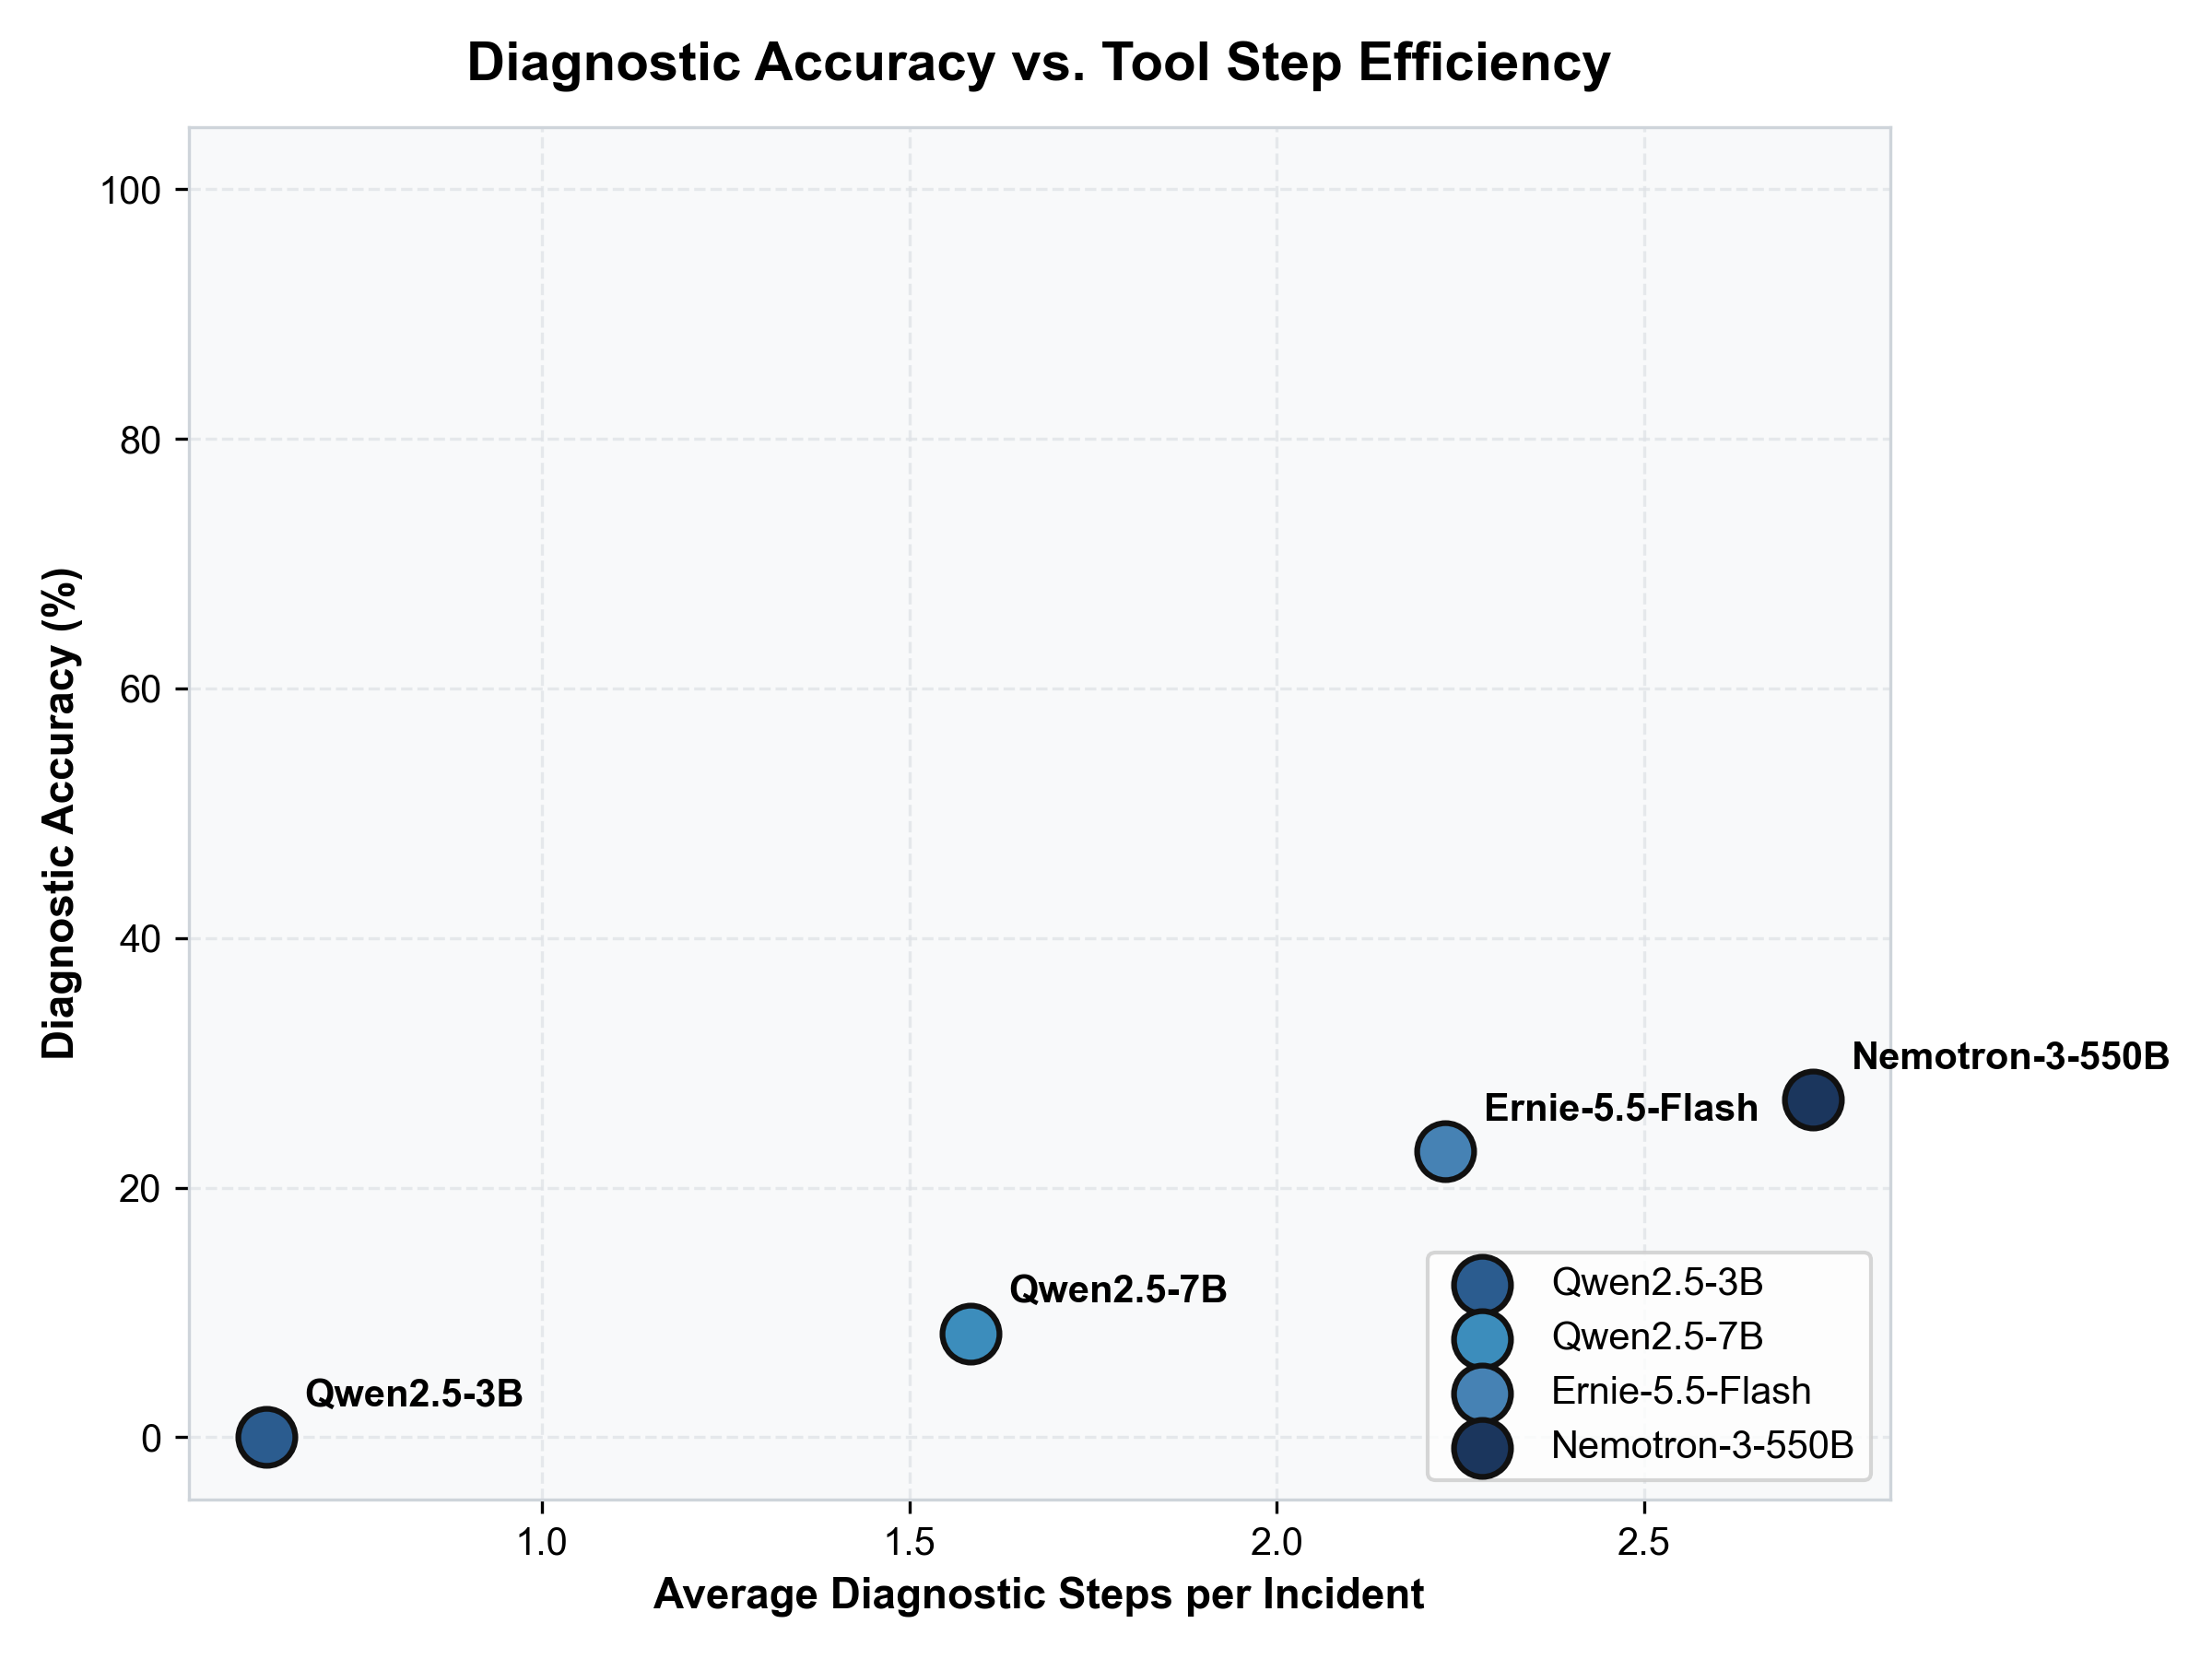 Diagnostic Accuracy vs. Tool Step Efficiency
Diagnostic Accuracy (%)
100
80
60
40
20
0
Nemotron-3-550B
Ernie-5.5-Flash
Qwen2.5-7B
Qwen2.5-3B
Qwen2.5-3B
Qwen2.5-7B
Ernie-5.5-Flash
Nemotron-3-550B
1.0
1.5
2.0
2.5
Average Diagnostic Steps per Incident